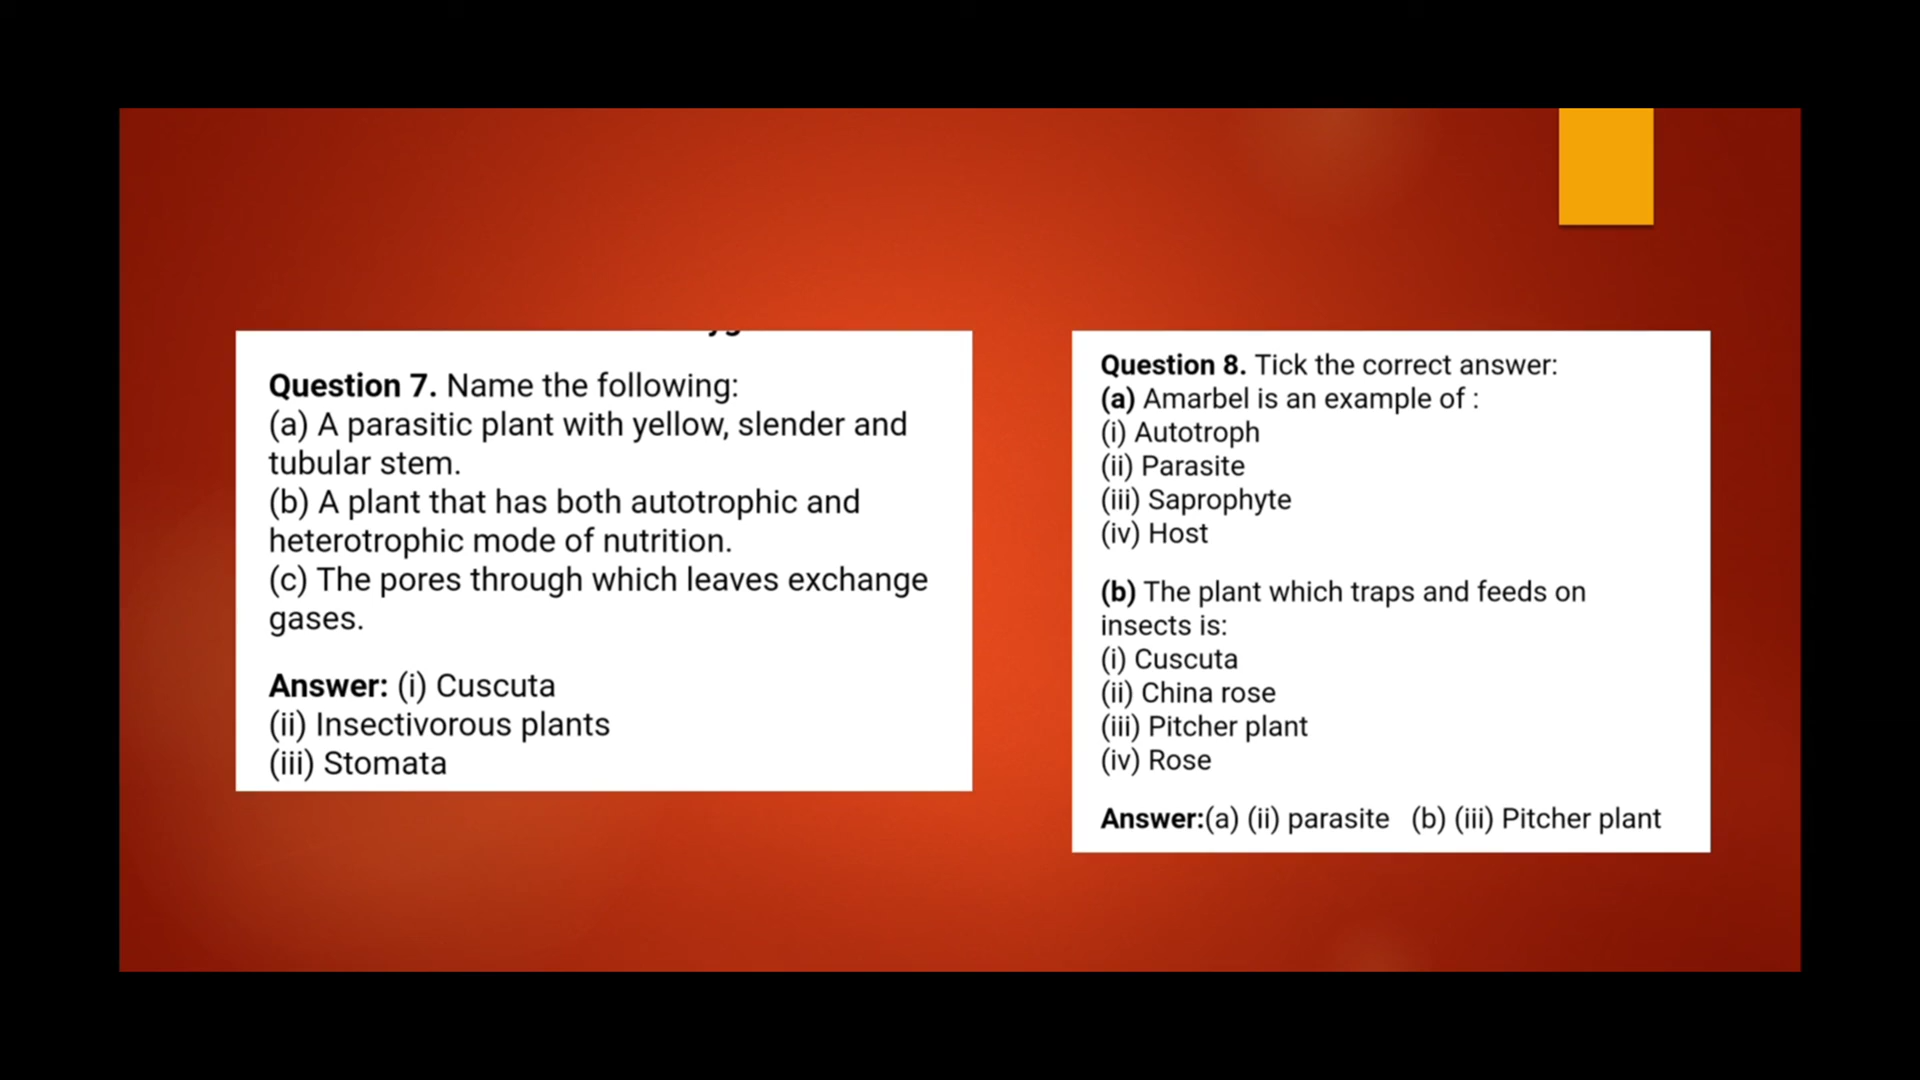 Question 7. Name the following:
(a) A parasitic plant with yellow, slender and
tubular stem.
(b) A plant that has both autotrophic and
heterotrophic mode of nutrition.
(c) The pores through which leaves exchange
gases.
Answer: (i) Cuscuta
(ii) Insectivorous plants
(iii) Stomata
Question 8. Tick the correct answer:
(a) Amarbel is an example of :
(i) Autotroph
(ii) Parasite
(iii) Saprophyte
(iv) Host
(b) The plant which traps and feeds on
insects is:
(i) Cuscuta
(ii) China rose
(iii) Pitcher plant
(iv) Rose
Answer:(a) (ii) parasite (b) (iii) Pitcher plant